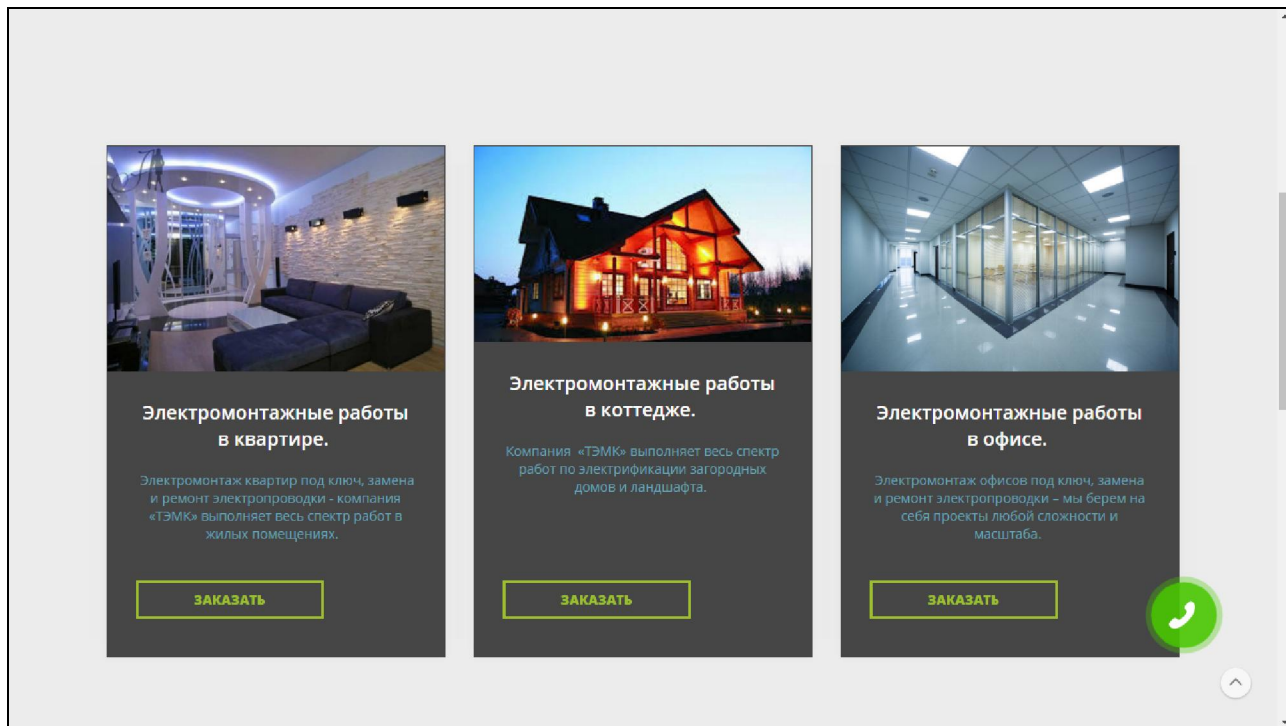 Электромонтажные работы
в квартире.
Электромонтаж квартир под ключ, замена
и ремонт электропроводки - компания
«ТЭМК» выполняет весь спектр работ в
жилых помещениях.
ЗАКАЗАТЬ
Электромонтажные работы
в коттедже.
Компания «ТЭМК» выполняет весь спектр
работ по электрификации загородных
домов и ландшафта.
ЗАКАЗАТЬ
Электромонтажные работы
в офисе.
Электромонтаж офисов под ключ, замена
и ремонт электропроводки – мы берем на
себя проекты любой сложности и
масштаба.
ЗАКАЗАТЬ